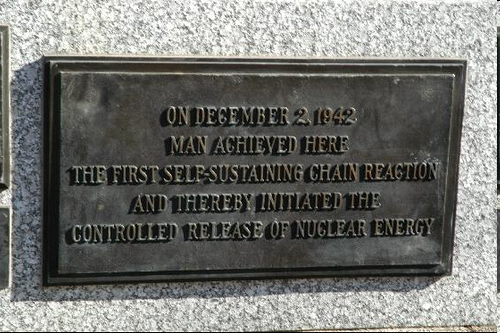 ON DECEMBER 2, 1942
MAN ACHIEVED HERE
THE FIRST SELF-SUSTAINING CHAIN REACTION
AND THEREBY INITIATED THE
CONTROLLED RELEASE OF NUCLEAR ENERGY